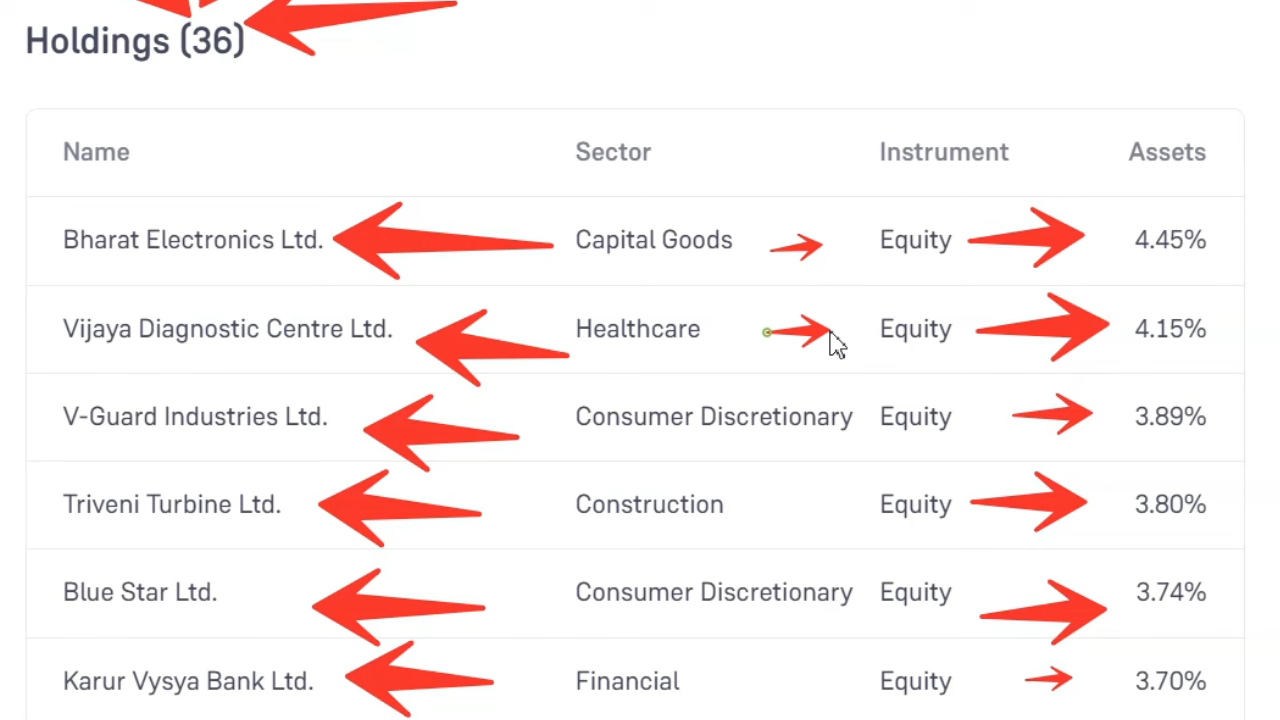 Holdings (36)
Name Sector Instrument Assets
Bharat Electronics Ltd. Capital Goods Equity 4.45%
Vijaya Diagnostic Centre Ltd. Healthcare Equity 4.15%
V-Guard Industries Ltd. Consumer Discretionary Equity 3.89%
Triveni Turbine Ltd. Construction Equity 3.80%
Blue Star Ltd. Consumer Discretionary Equity 3.74%
Karur Vysya Bank Ltd. Financial Equity 3.70%